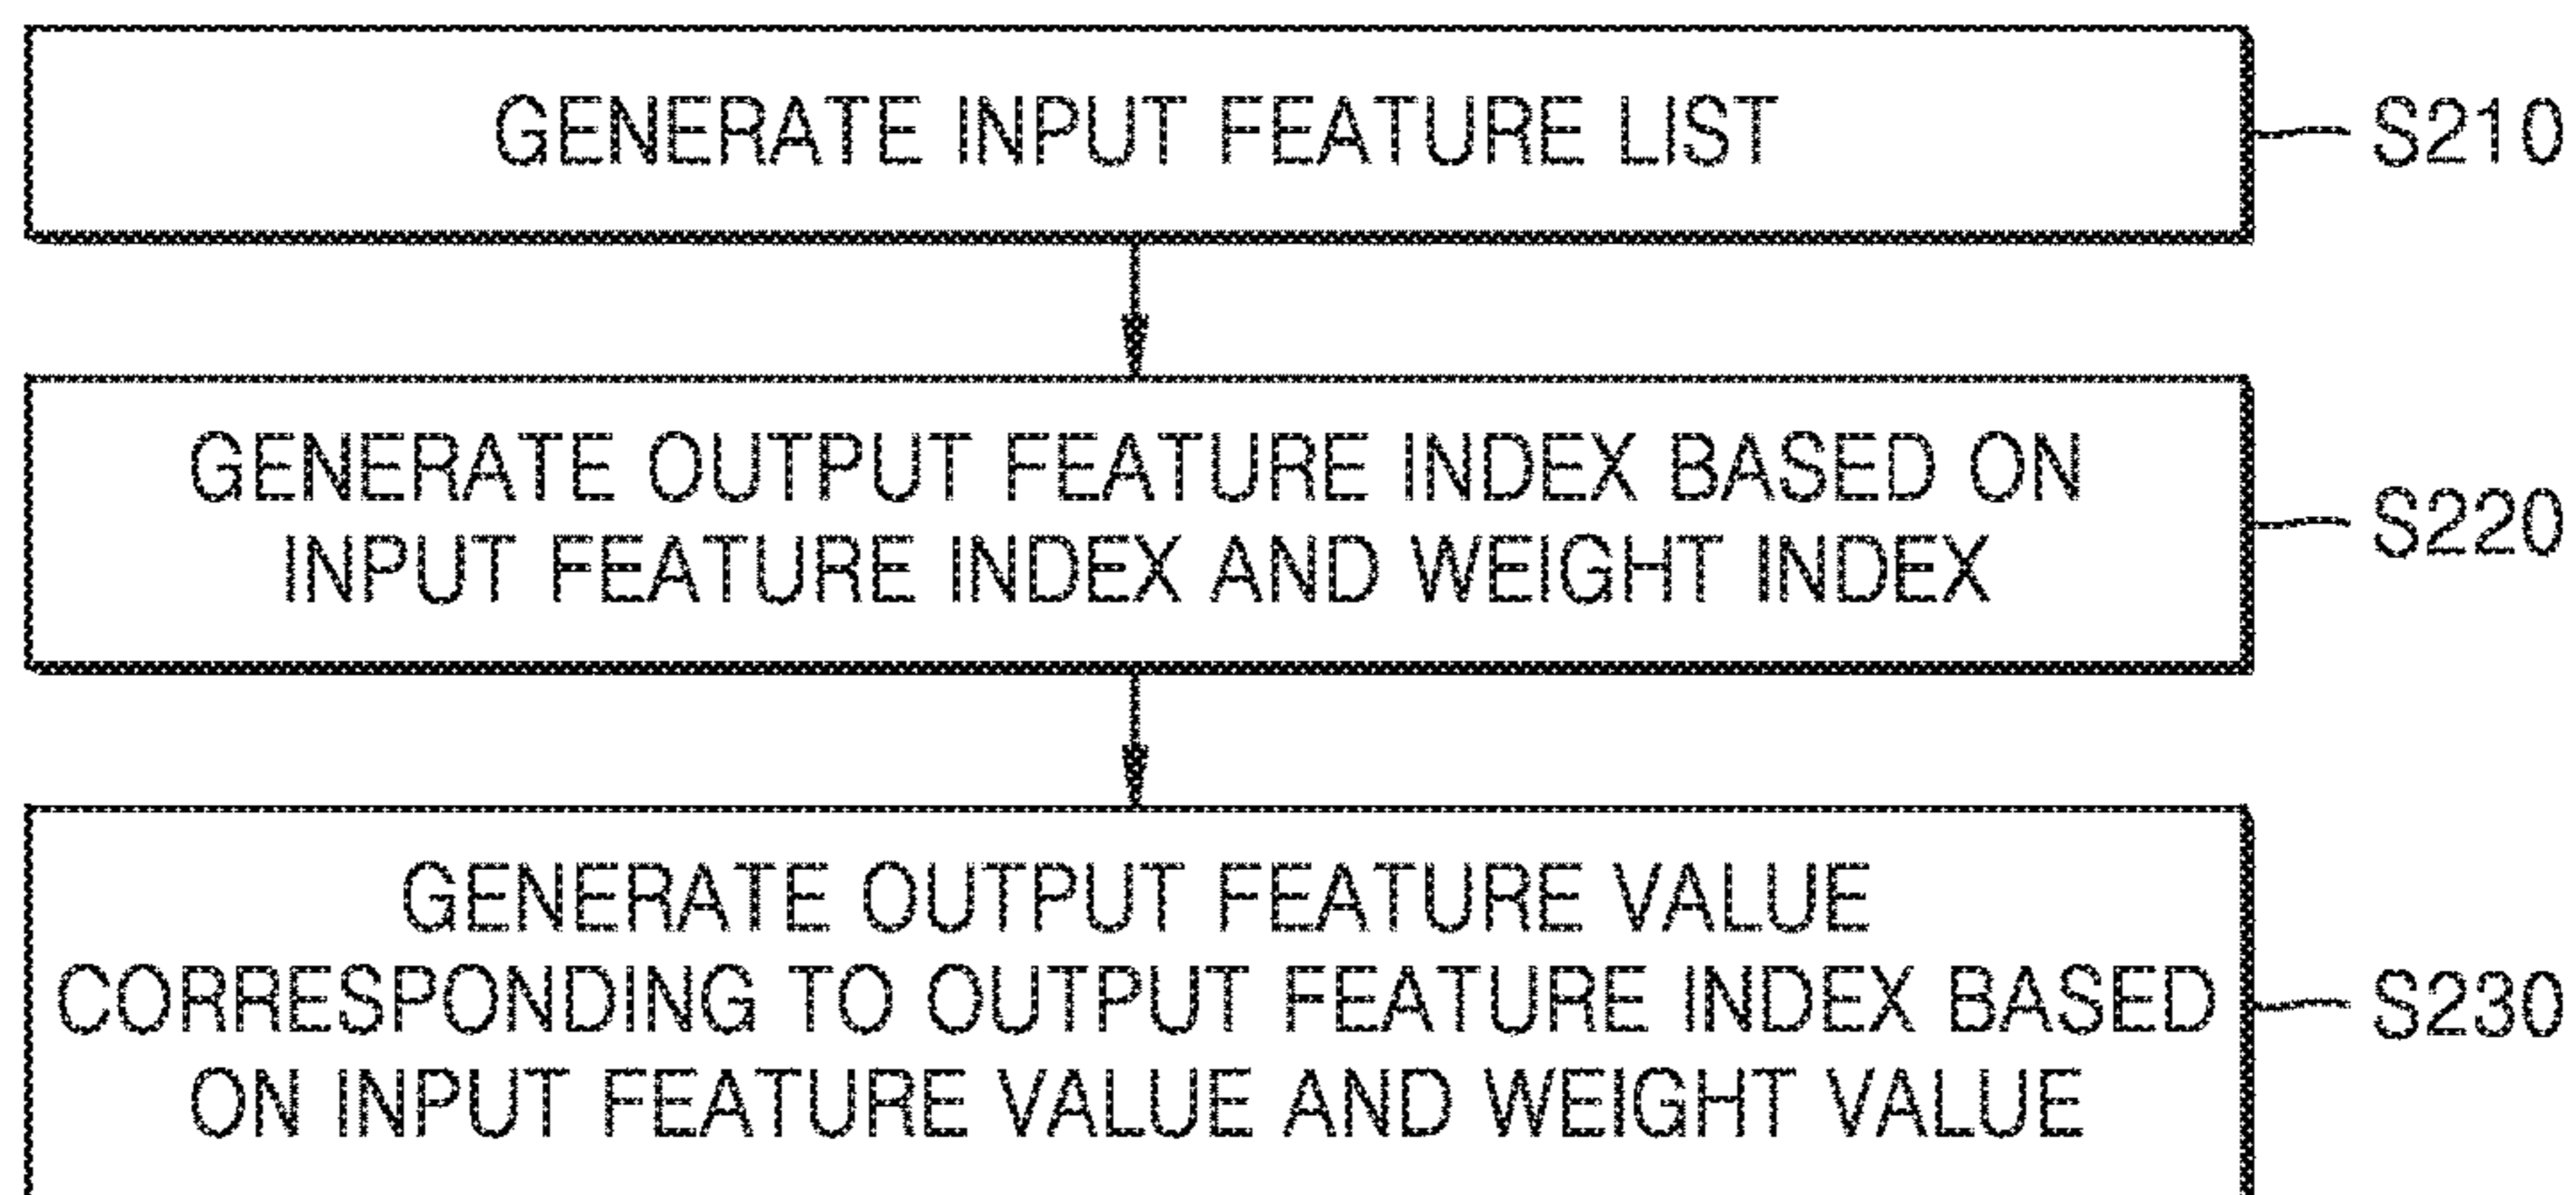 GENERATE INPUT FEATURE LIST
S210
GENERATE OUTPUT FEATURE INDEX BASED ON
INPUT FEATURE INDEX AND WEIGHT INDEX
S220
GENERATE OUTPUT FEATURE VALUE
CORRESPONDING TO OUTPUT FEATURE INDEX BASED
ON INPUT FEATURE VALUE AND WEIGHT VALUE
S230